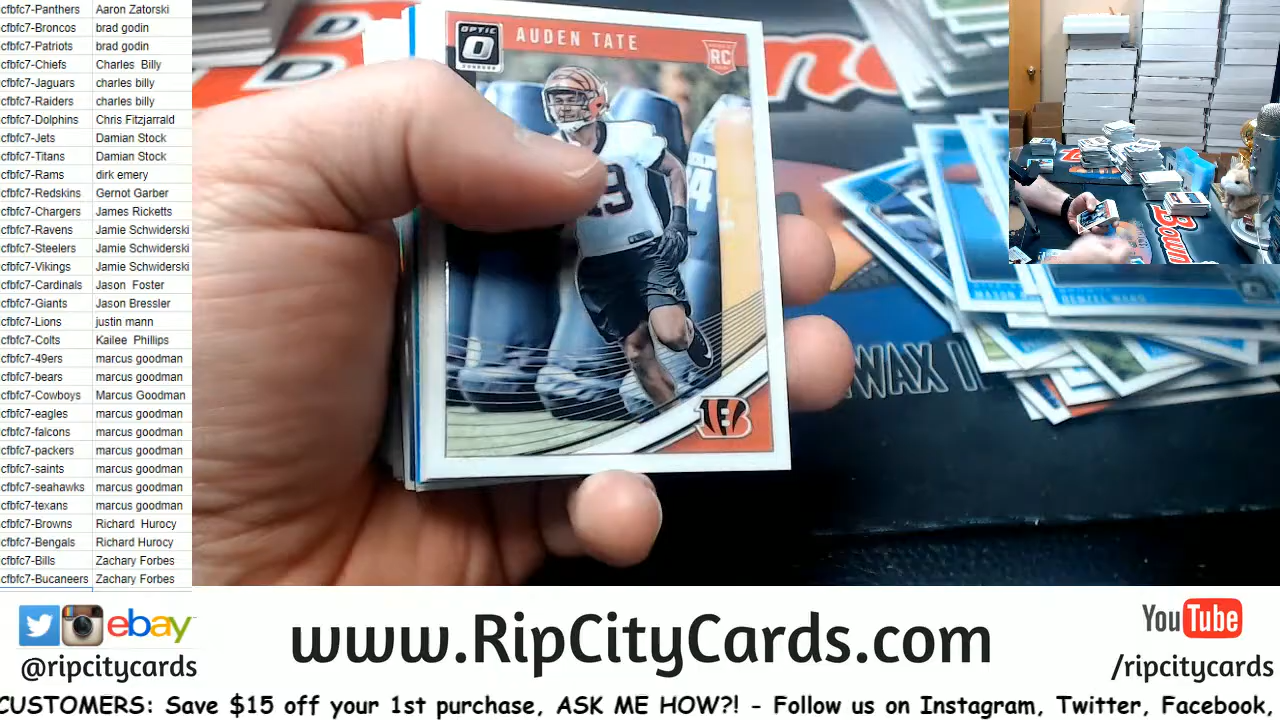 cfbfc7-Panthers Aaron Zatorski
cfbfc7-Broncos brad godin
cfbfc7-Patriots brad godin
cfbfc7-Chiefs Charles Billy
cfbfc7-Jaguars charles billy
cfbfc7-Raiders charles billy
cfbfc7-Dolphins Chris Fitzjarrald
cfbfc7-Jets Damian Stock
cfbfc7-Titans Damian Stock
cfbfc7-Rams dirk emery
cfbfc7-Redskins Gernot Garber
cfbfc7-Chargers James Ricketts
cfbfc7-Ravens Jamie Schwiderski
cfbfc7-Steelers Jamie Schwiderski
cfbfc7-Vikings Jamie Schwiderski
cfbfc7-Cardinals Jason Foster
cfbfc7-Giants Jason Bressler
cfbfc7-Lions justin mann
cfbfc7-Colts Kailee Phillips
cfbfc7-49ers marcus goodman
cfbfc7-bears marcus goodman
cfbfc7-Cowboys Marcus Goodman
cfbfc7-eagles marcus goodman
cfbfc7-falcons marcus goodman
cfbfc7-packers marcus goodman
cfbfc7-saints marcus goodman
cfbfc7-seahawks marcus goodman
cfbfc7-texans marcus goodman
cfbfc7-Browns Richard Hurocy
cfbfc7-Bengals Richard Hurocy
cfbfc7-Bills Zachary Forbes
cfbfc7-Bucaneers Zachary Forbes
OPTIC
AUDEN TATE
RC
19
B
MASON
DENZEL WARD
WAX
ebay
@ripcitycards
www.RipCityCards.com
YouTube
/ripcitycards
CUSTOMERS: Save $15 off your 1st purchase, ASK ME HOW?! - Follow us on Instagram, Twitter, Facebook,